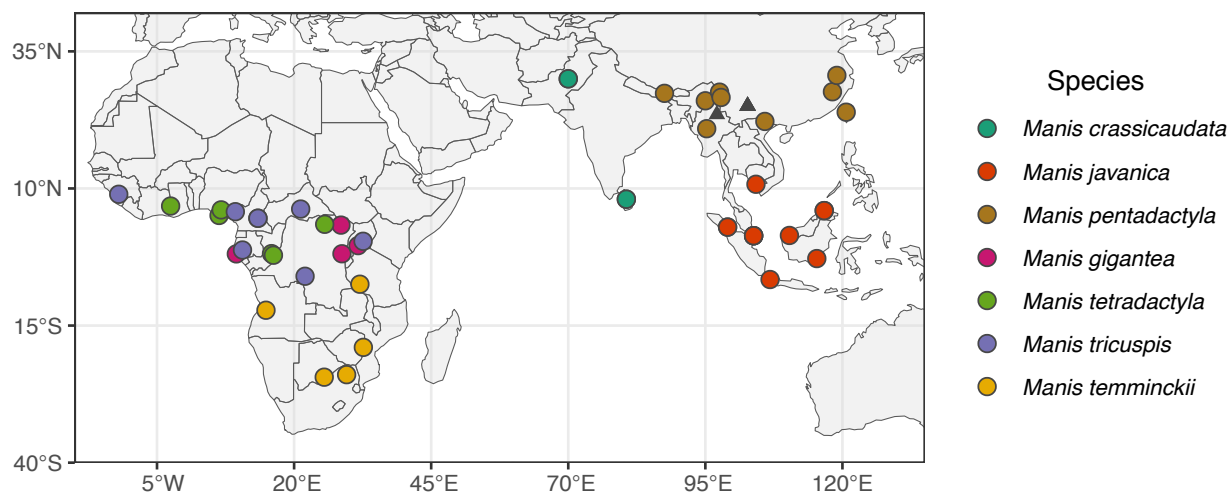 35°N
10°N
15°S
40°S
5°W
20°E
45°E
70°E
95°E
120°E
Species
Manis crassicaudata
Manis javanica
Manis pentadactyla
Manis gigantea
Manis tetradactyla
Manis tricuspis
Manis temminckii